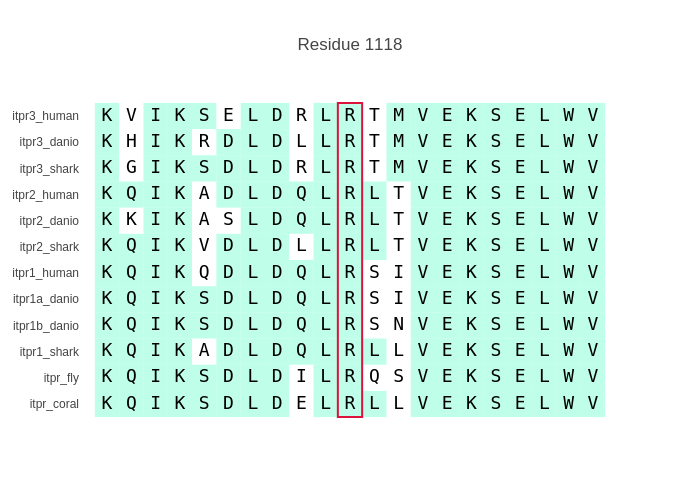 Residue 1118
itpr3_human K V I K S E L D R L R T M V E K S E L W V
itpr3_danio K H I K R D L D L L R T M V E K S E L W V
itpr3_shark K G I K S D L D R L R T M V E K S E L W V
itpr2_human K Q I K A D L D Q L R L T V E K S E L W V
itpr2_danio K K I K A S L D Q L R L T V E K S E L W V
itpr2_shark K Q I K V D L D L L R L T V E K S E L W V
itpr1_human K Q I K Q D L D Q L R S I V E K S E L W V
itpr1a_danio K Q I K S D L D Q L R S I V E K S E L W V
itpr1b_danio K Q I K S D L D Q L R S N V E K S E L W V
itpr1_shark K Q I K A D L D Q L R L L V E K S E L W V
itpr_fly K Q I K S D L D I L R Q S V E K S E L W V
itpr_coral K Q I K S D L D E L R L L V E K S E L W V